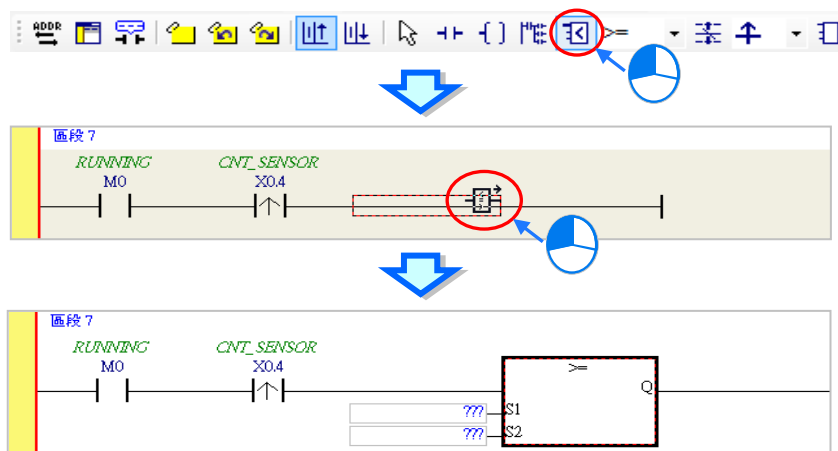 ADDR >=
區段 7
RUNNING CNT_SENSOR
M0 X0.4
區段 7
RUNNING CNT_SENSOR
M0 X0.4 >=
Q
??? S1
??? S2